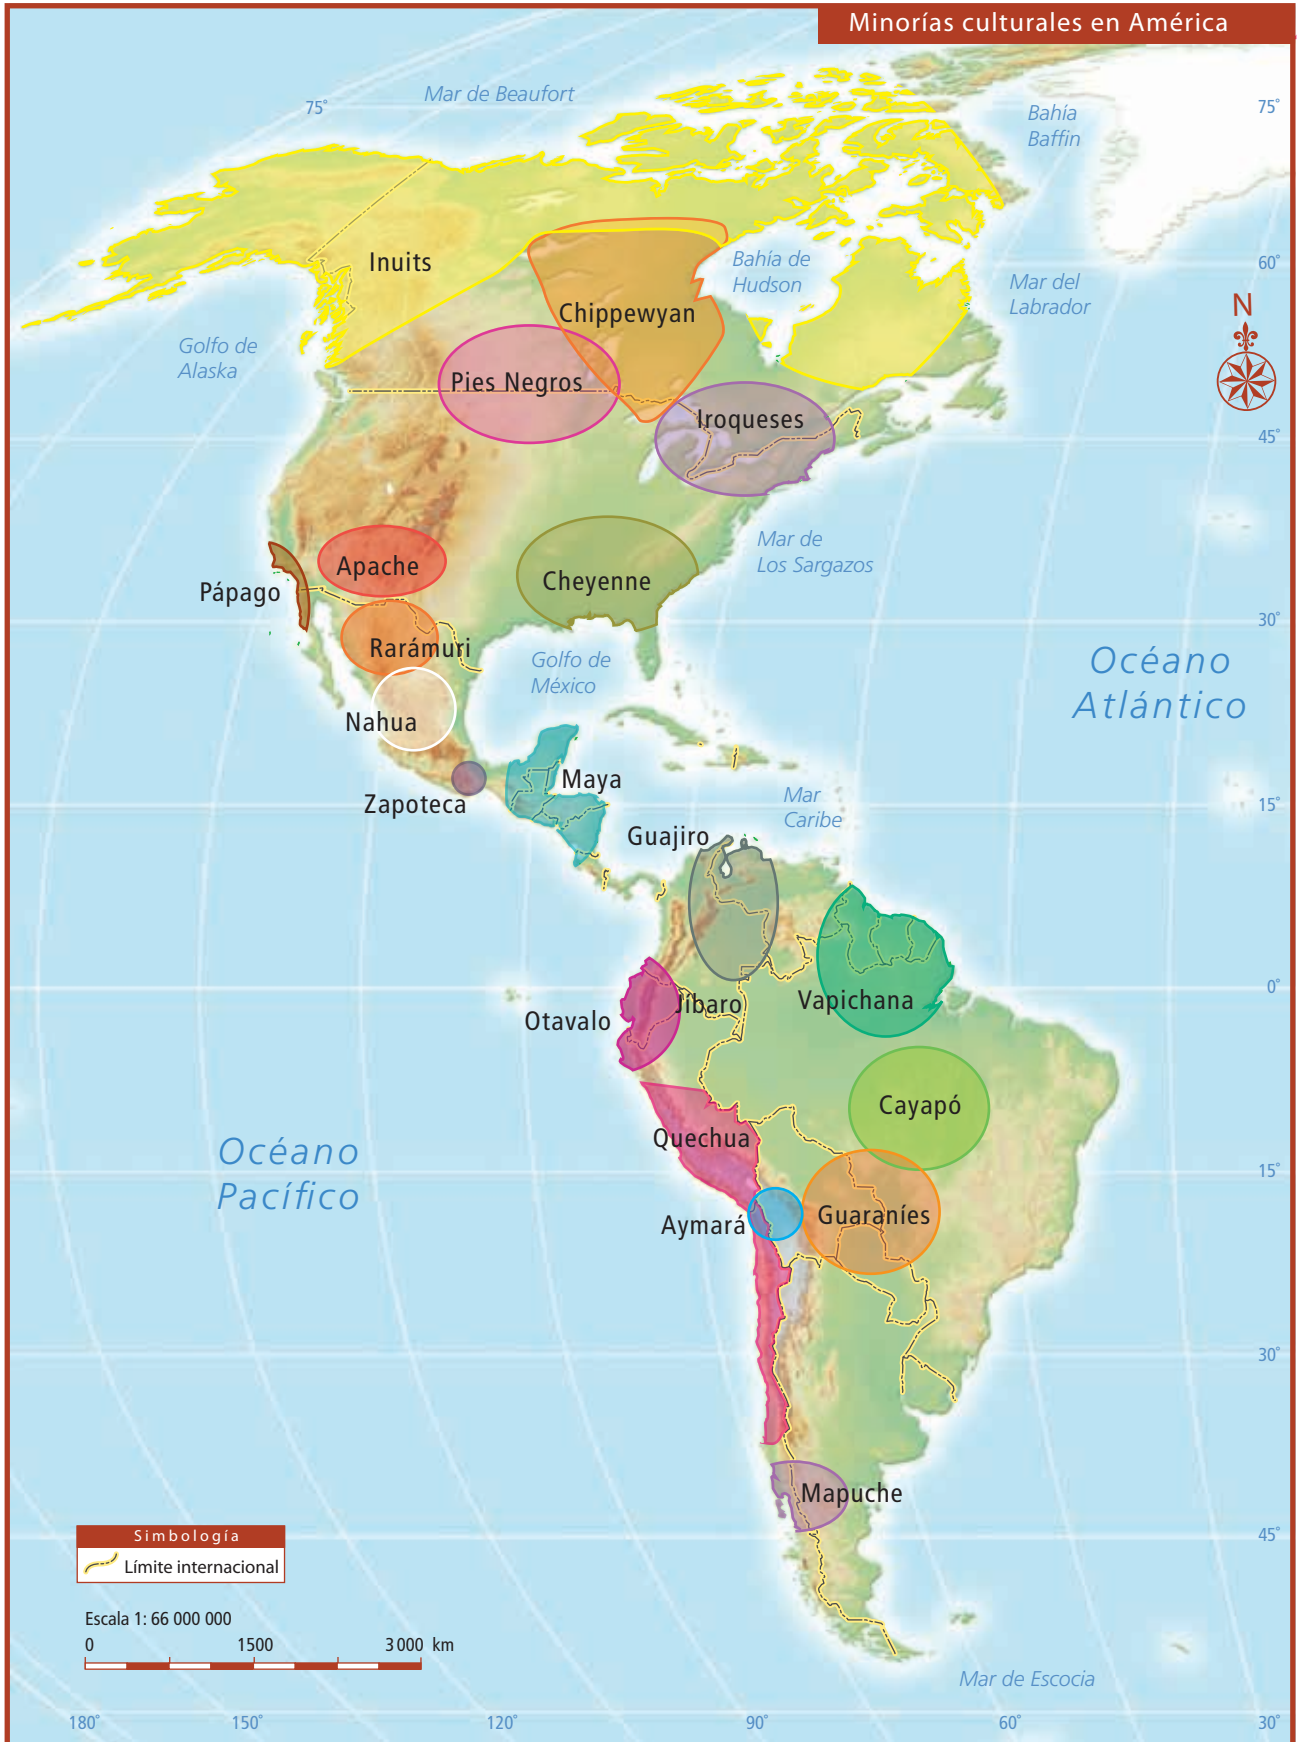 Minorías culturales en América
Mar de Beaufort
75°
75°
Bahía
Baffin
Inuits
Bahía de
Hudson
60°
Mar del
Labrador
N
Chippewyan
Golfo de
Alaska
Pies Negros
Iroqueses
45°
Mar de
Los Sargazos
Apache
Cheyenne
Pápago
30°
Rarámuri
Golfo de
México
Océano
Atlántico
Nahua
Maya
Zapoteca
Mar
Caribe
15°
Guajiro
0°
Jíbaro
Vapichana
Otavalo
Cayapó
Quechua
Océano
Pacífico
15°
Guaraníes
Aymará
30°
Mapuche
45°
Simbología
Límite internacional
Escala 1: 66 000 000
0 1500 3 000 km
Mar de Escocia
180° 150° 120° 90° 60° 30°